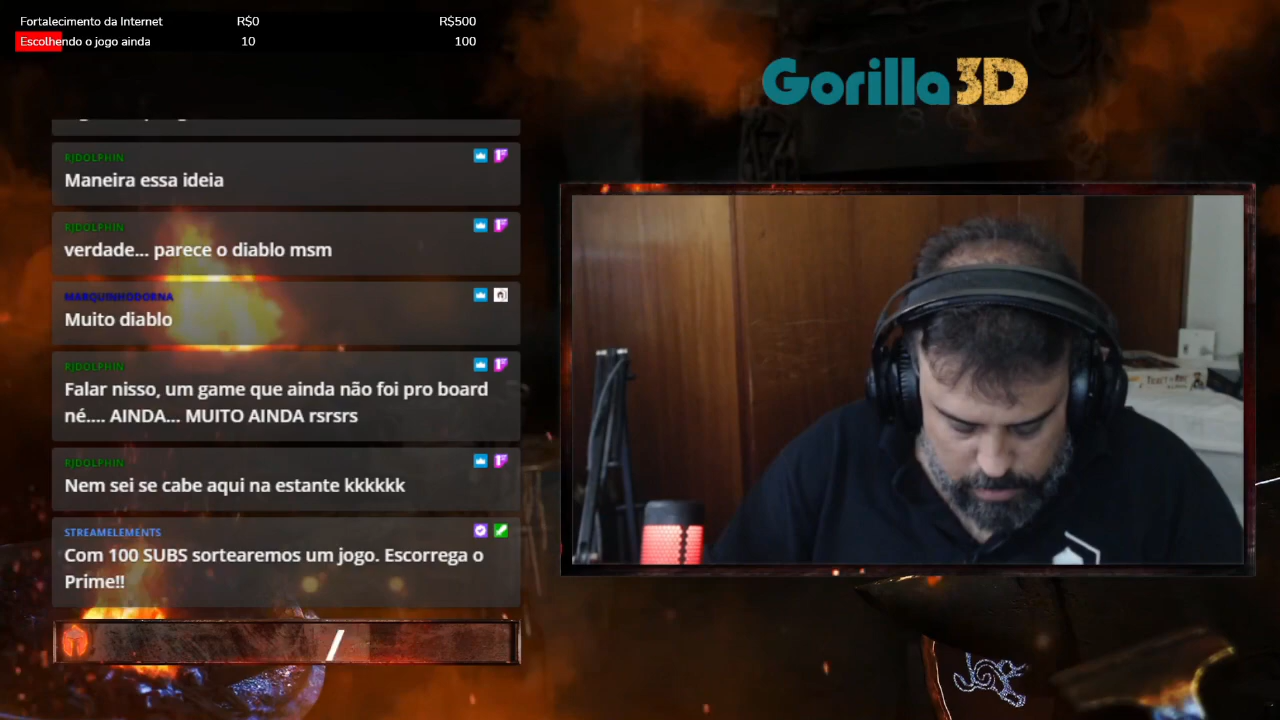 Fortalecimento da Internet R$0 R$500
Escolhendo o jogo ainda 10 100
Gorilla3D
RJDOLPHIN
Maneira essa ideia
RJDOLPHIN
verdade... parece o diablo msm
MARQUINHODORNA
Muito diablo
RJDOLPHIN
Falar nisso, um game que ainda não foi pro board
né.... AINDA... MUITO AINDA rsrsrs
RJDOLPHIN
Nem sei se cabe aqui na estante kkkkkk
STREAMELEMENTS
Com 100 SUBS sortearemos um jogo. Escorrega o
Prime!!